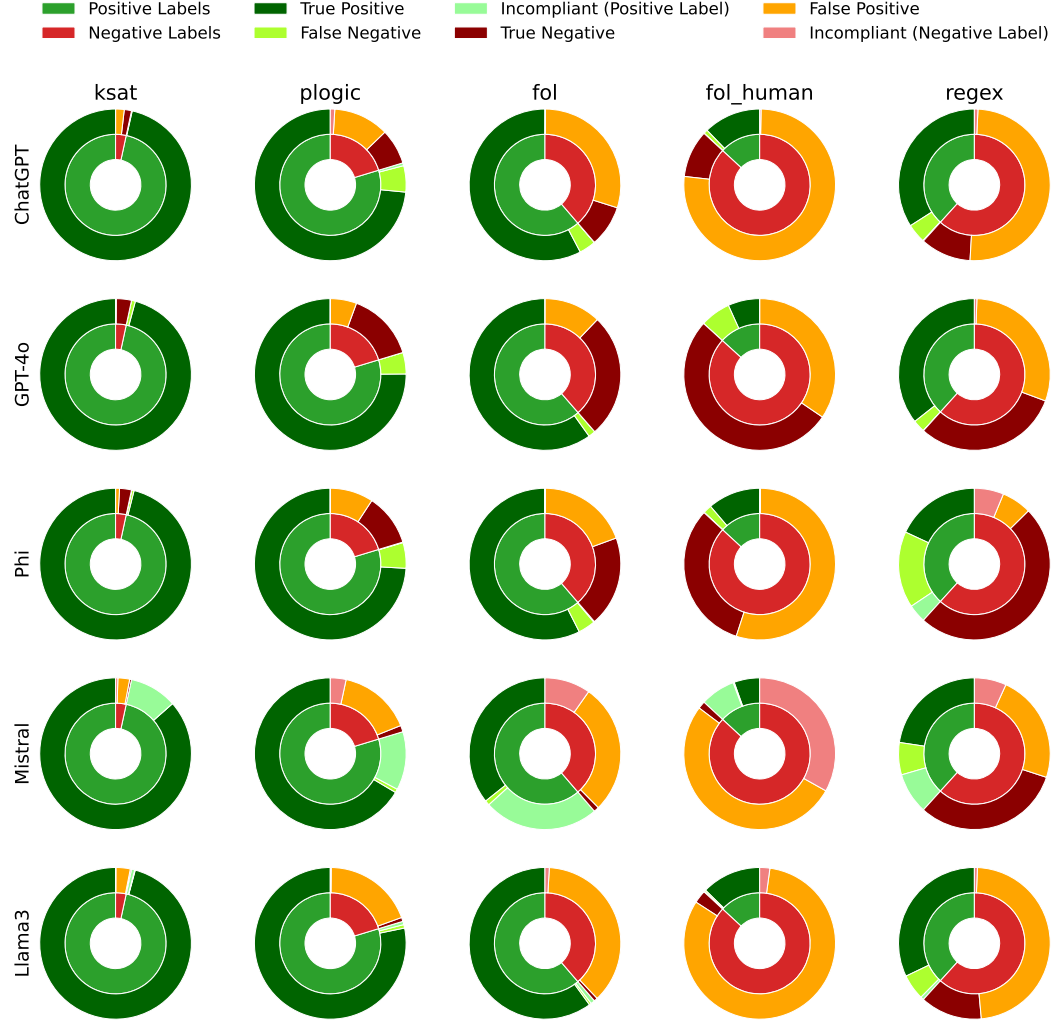 Positive Labels True Positive Incompliant (Positive Label) False Positive
Negative Labels False Negative True Negative Incompliant (Negative Label)
ksat plogic fol fol_human regex
ChatGPT
GPT-4o
Phi
Mistral
Llama3